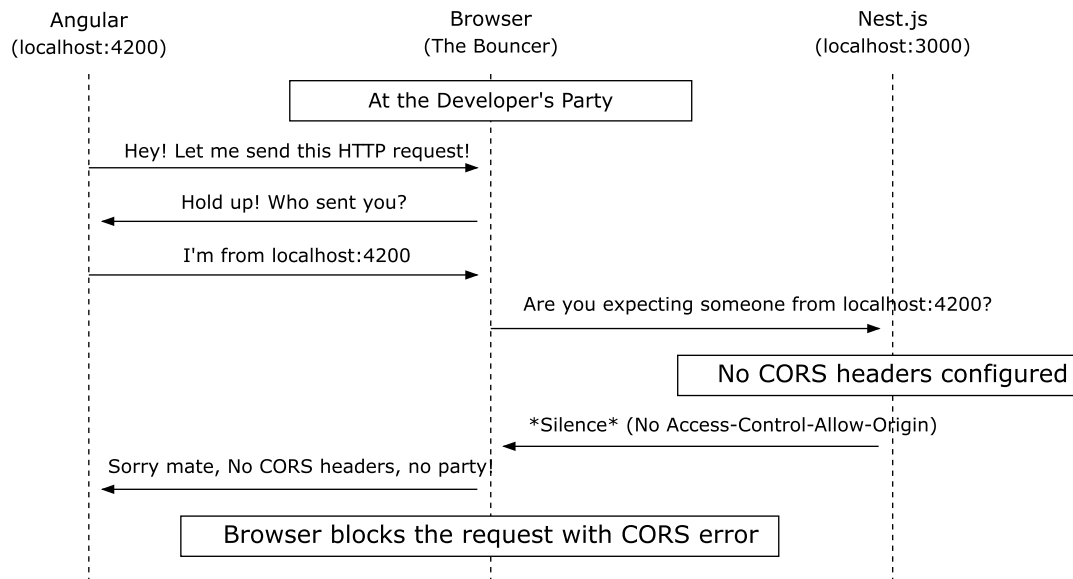 Angular
(localhost:4200)
Browser
(The Bouncer)
Nest.js
(localhost:3000)
At the Developer's Party
Hey! Let me send this HTTP request!
Hold up! Who sent you?
I'm from localhost:4200
Are you expecting someone from localhost:4200?
No CORS headers configured
*Silence* (No Access-Control-Allow-Origin)
Sorry mate, No CORS headers, no party!
Browser blocks the request with CORS error